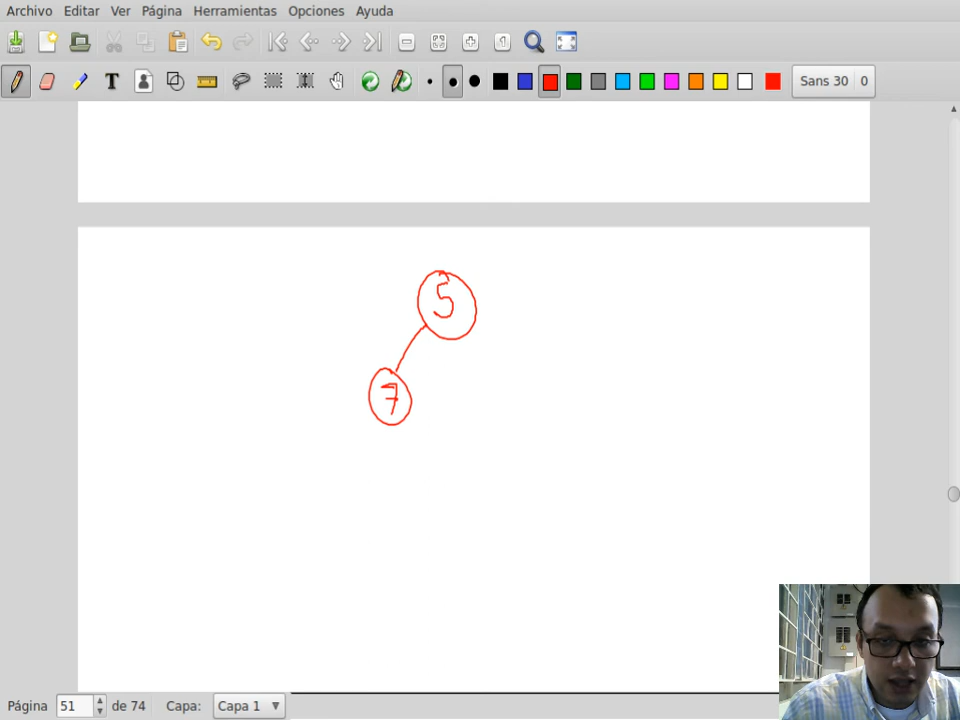 Archivo Editar Ver Página Herramientas Opciones Ayuda
T Sans 30 0
5
7
Página 51 de 74 Capa: Capa 1